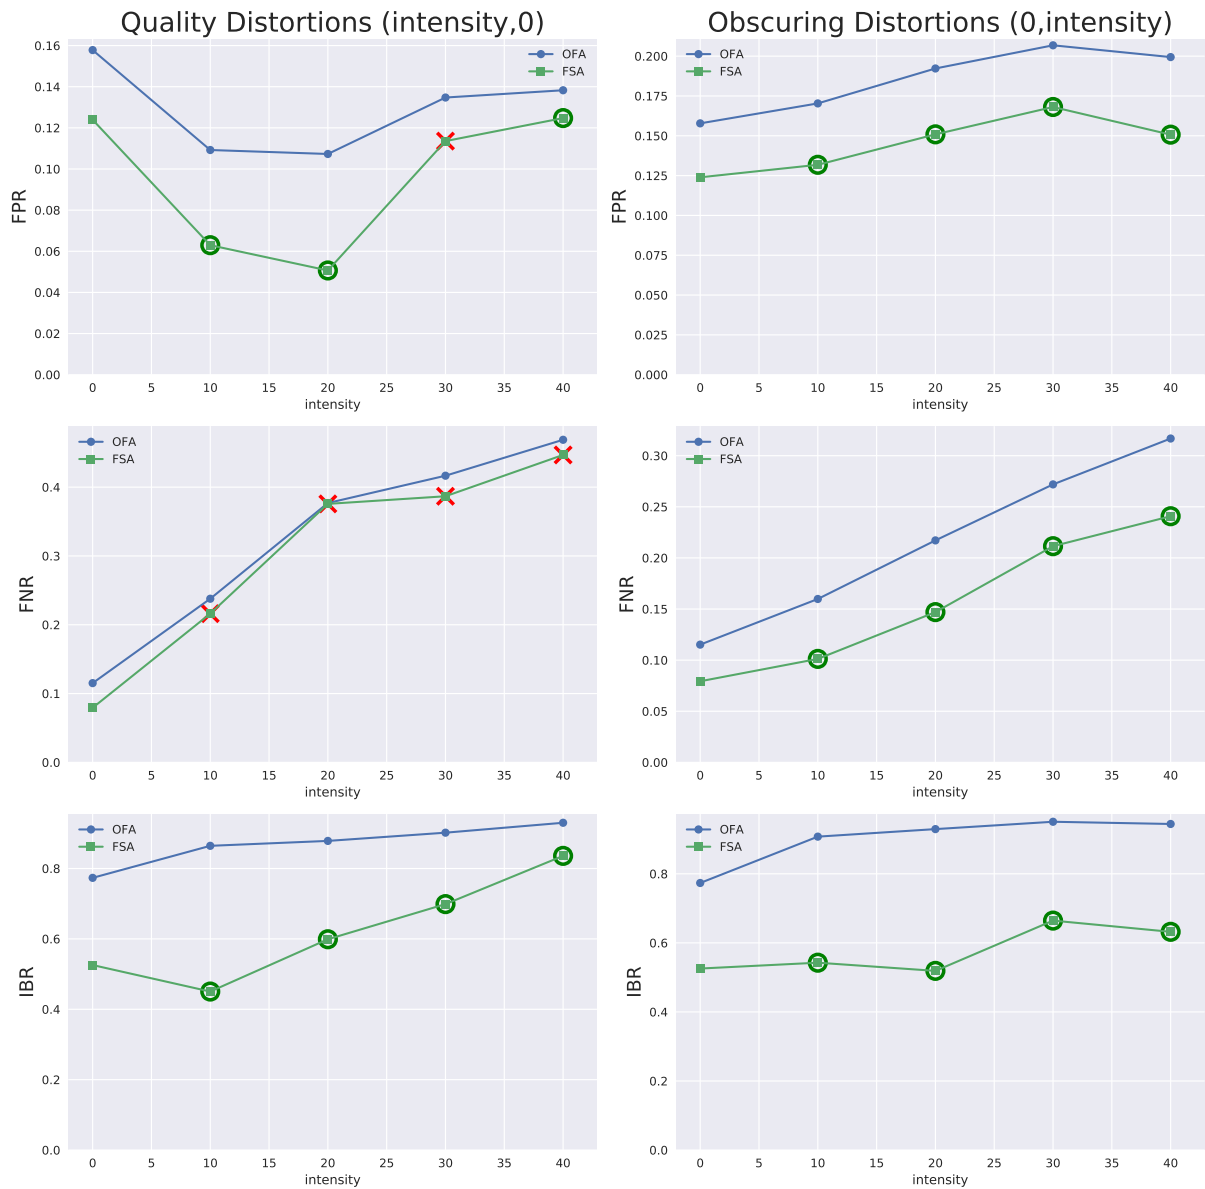 Quality Distortions (intensity,0)
Obscuring Distortions (0,intensity)
OFA
FSA
FPR
0.16
0.14
0.12
0.10
0.08
0.06
0.04
0.02
0.00
0 5 10 15 20 25 30 35 40
intensity
OFA
FSA
FPR
0.200
0.175
0.150
0.125
0.100
0.075
0.050
0.025
0.000
0 5 10 15 20 25 30 35 40
intensity
OFA
FSA
FNR
0.4
0.3
0.2
0.1
0.0
0 5 10 15 20 25 30 35 40
intensity
OFA
FSA
FNR
0.30
0.25
0.20
0.15
0.10
0.05
0.00
0 5 10 15 20 25 30 35 40
intensity
OFA
FSA
IBR
0.8
0.6
0.4
0.2
0.0
0 5 10 15 20 25 30 35 40
intensity
OFA
FSA
IBR
0.8
0.6
0.4
0.2
0.0
0 5 10 15 20 25 30 35 40
intensity